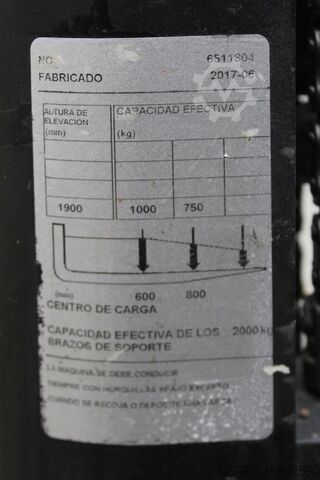 NO 6511804
FABRICADO 2017-06
ALTURA DE CAPACIDAD EFECTIVA
ELEVACION
(mm) (kg)
1900 1000 750
(mm) 600 800
CENTRO DE CARGA
CAPACIDAD EFECTIVA DE LOS 2000 kg
BRAZOS DE SOPORTE
LA MAQUINA SE DEBE CONDUCIR
SIEMPRE CON HORQUILLAS ABAJO EXCEPTO
CUANDO SE RECOJA O DEPOSITE UNA CARGA